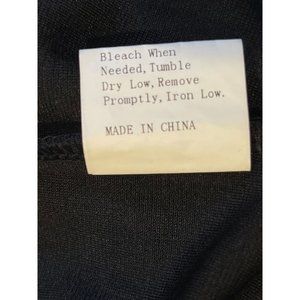 Bleach When
Needed,Tumble
Dry Low,Remove
Promptly,Iron Low.
MADE IN CHINA